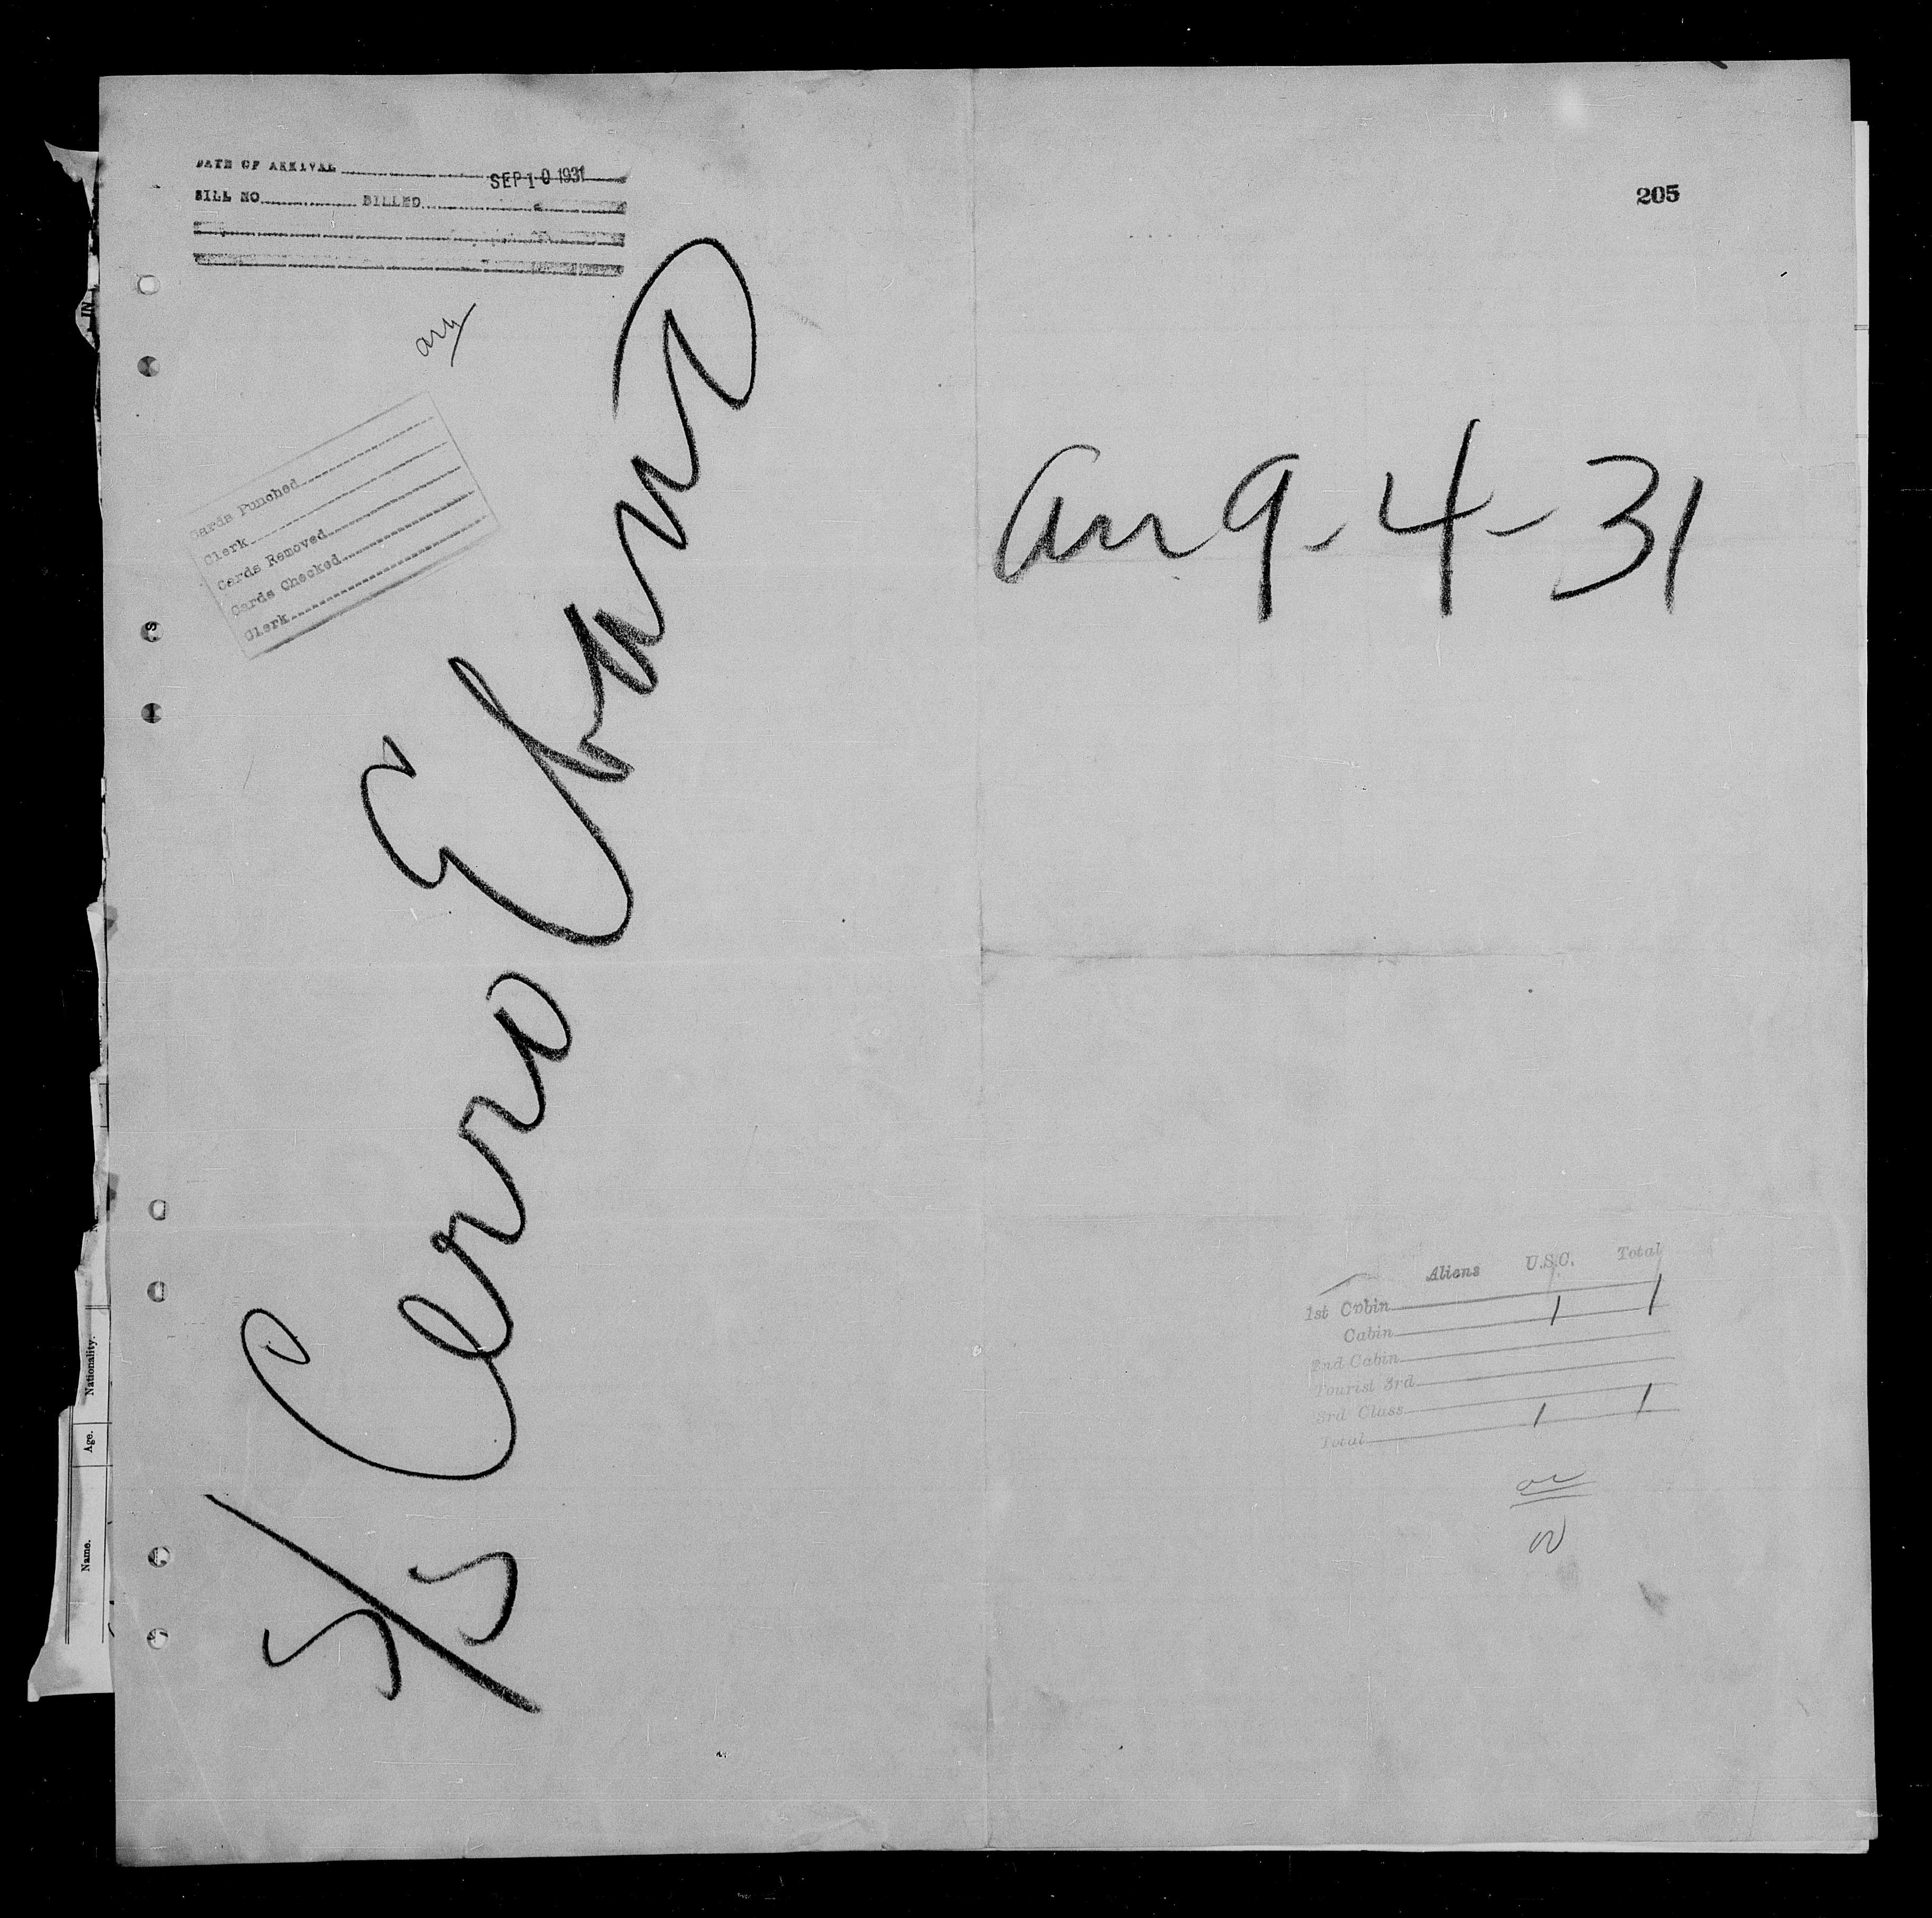 DATE OF ARRIVAL SEP 10 1931
BILL NO. BILLED
205
Cards Punched
Clerk
Cards Removed
Cards Checked
Clerk
S/S Cerro Ebano
Arr 9-4-31
Aliens U.S.C. Total
1st Cabin 1 1
Cabin
2nd Cabin
Tourist 3rd
3rd Class
Total 1 1
Nationality.
Age.
Name.